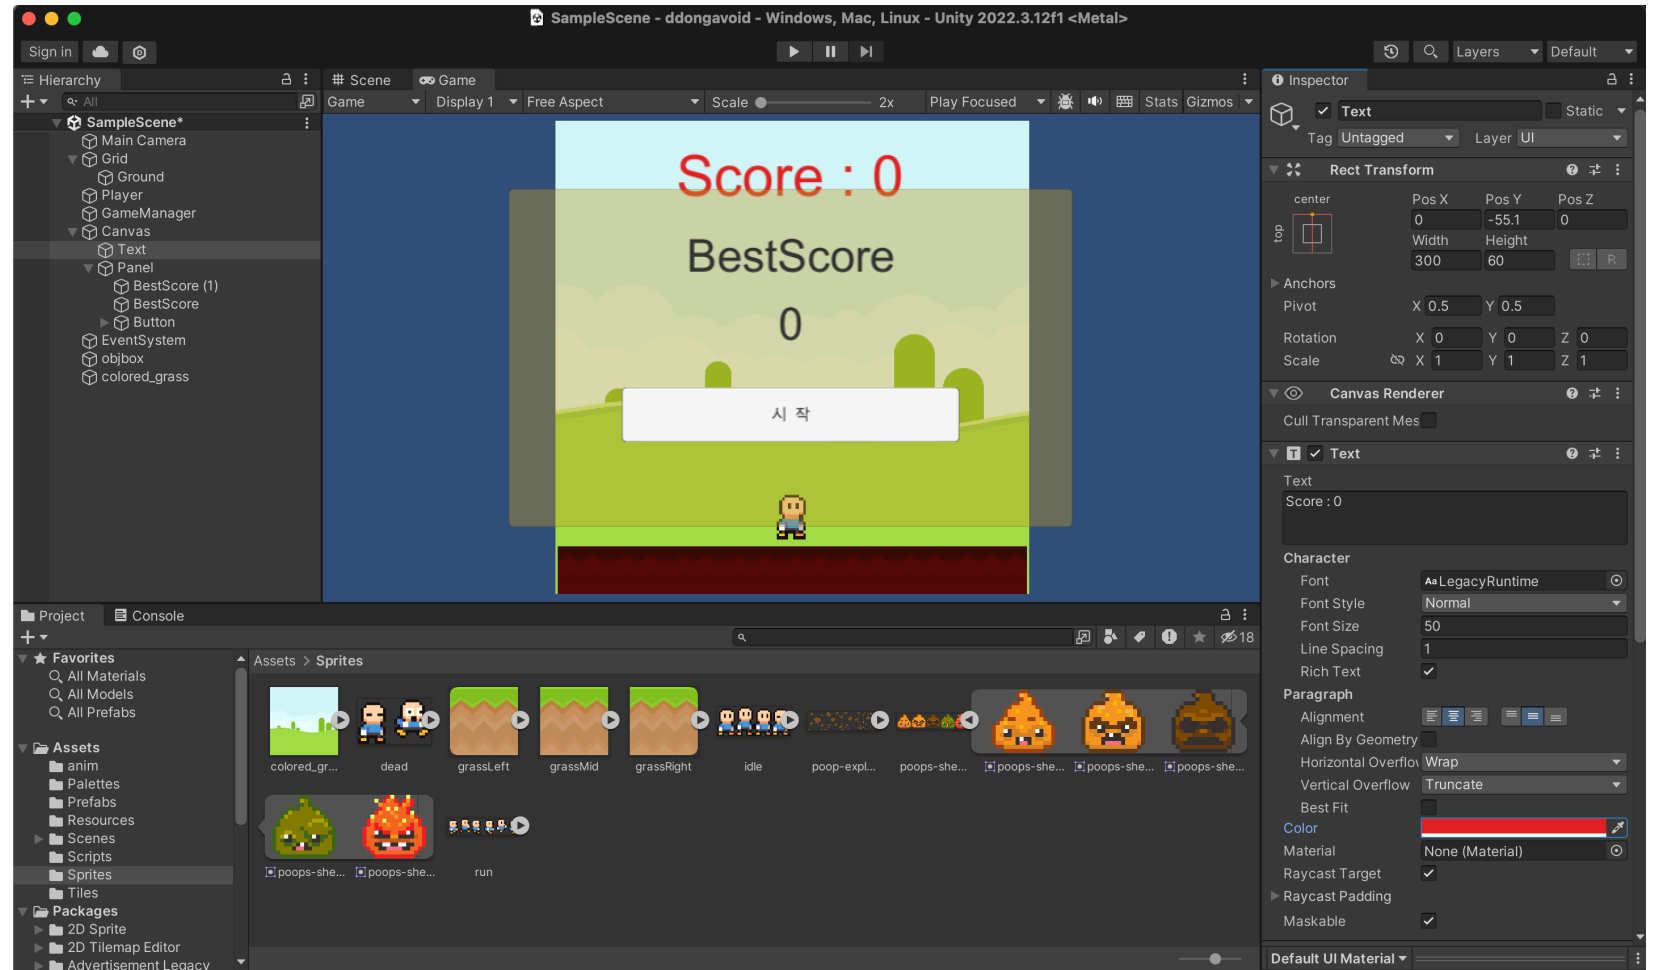 SampleScene - ddongavoid - Windows, Mac, Linux - Unity 2022.3.12f1 <Metal>
Sign in
Layers
Default
Hierarchy
All
SampleScene*
Main Camera
Grid
Ground
Player
GameManager
Canvas
Text
Panel
BestScore (1)
BestScore
Button
EventSystem
objbox
colored_grass
Scene
Game
Game
Display 1
Free Aspect
Scale
2x
Play Focused
Stats
Gizmos
Score : 0
BestScore
0
시 작
Inspector
Text
Static
Tag
Untagged
Layer
UI
Rect Transform
center
top
Pos X
Pos Y
Pos Z
0
-55.1
0
Width
Height
300
60
R
Anchors
Pivot
X 0.5
Y 0.5
Rotation
X 0
Y 0
Z 0
Scale
X 1
Y 1
Z 1
Canvas Renderer
Cull Transparent Mes
Text
Text
Score : 0
Character
Font
Aa LegacyRuntime
Font Style
Normal
Font Size
50
Line Spacing
1
Rich Text
Paragraph
Alignment
Align By Geometry
Horizontal Overflov
Wrap
Vertical Overflow
Truncate
Best Fit
Color
Material
None (Material)
Raycast Target
Raycast Padding
Maskable
Default UI Material
Project
Console
18
Favorites
All Materials
All Models
All Prefabs
Assets
anim
Palettes
Prefabs
Resources
Scenes
Scripts
Sprites
Tiles
Packages
2D Sprite
2D Tilemap Editor
Advertisement Legacy
Assets > Sprites
colored_gr...
dead
grassLeft
grassMid
grassRight
idle
poop-expl...
poops-she...
poops-she...
poops-she...
poops-she...
poops-she...
poops-she...
run